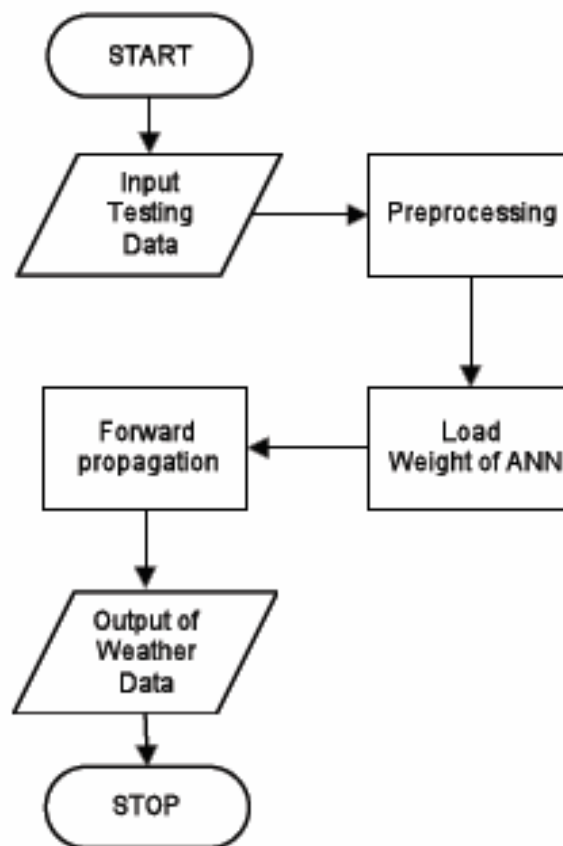 START
Input
Testing
Data
Preprocessing
Load
Weight of ANN
Forward
propagation
Output of
Weather
Data
STOP